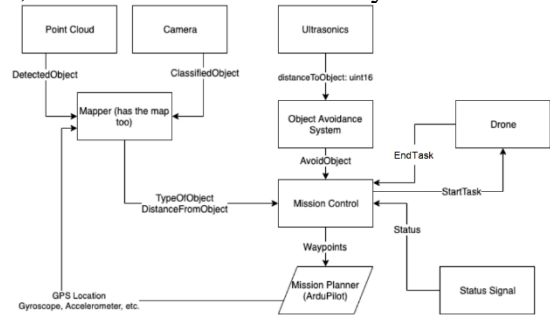 Point Cloud
Camera
Ultrasonics
DetectedObject
ClassifiedObject
distanceToObject: uint16
Mapper (has the map
too)
Object Avoidance
System
Drone
EndTask
AvoidObject
TypeOfObject
DistanceFromObject
Mission Control
StartTask
Waypoints
Status
Mission Planner
(ArduPilot)
Status Signal
GPS Location
Gyroscope, Accelerometer, etc.